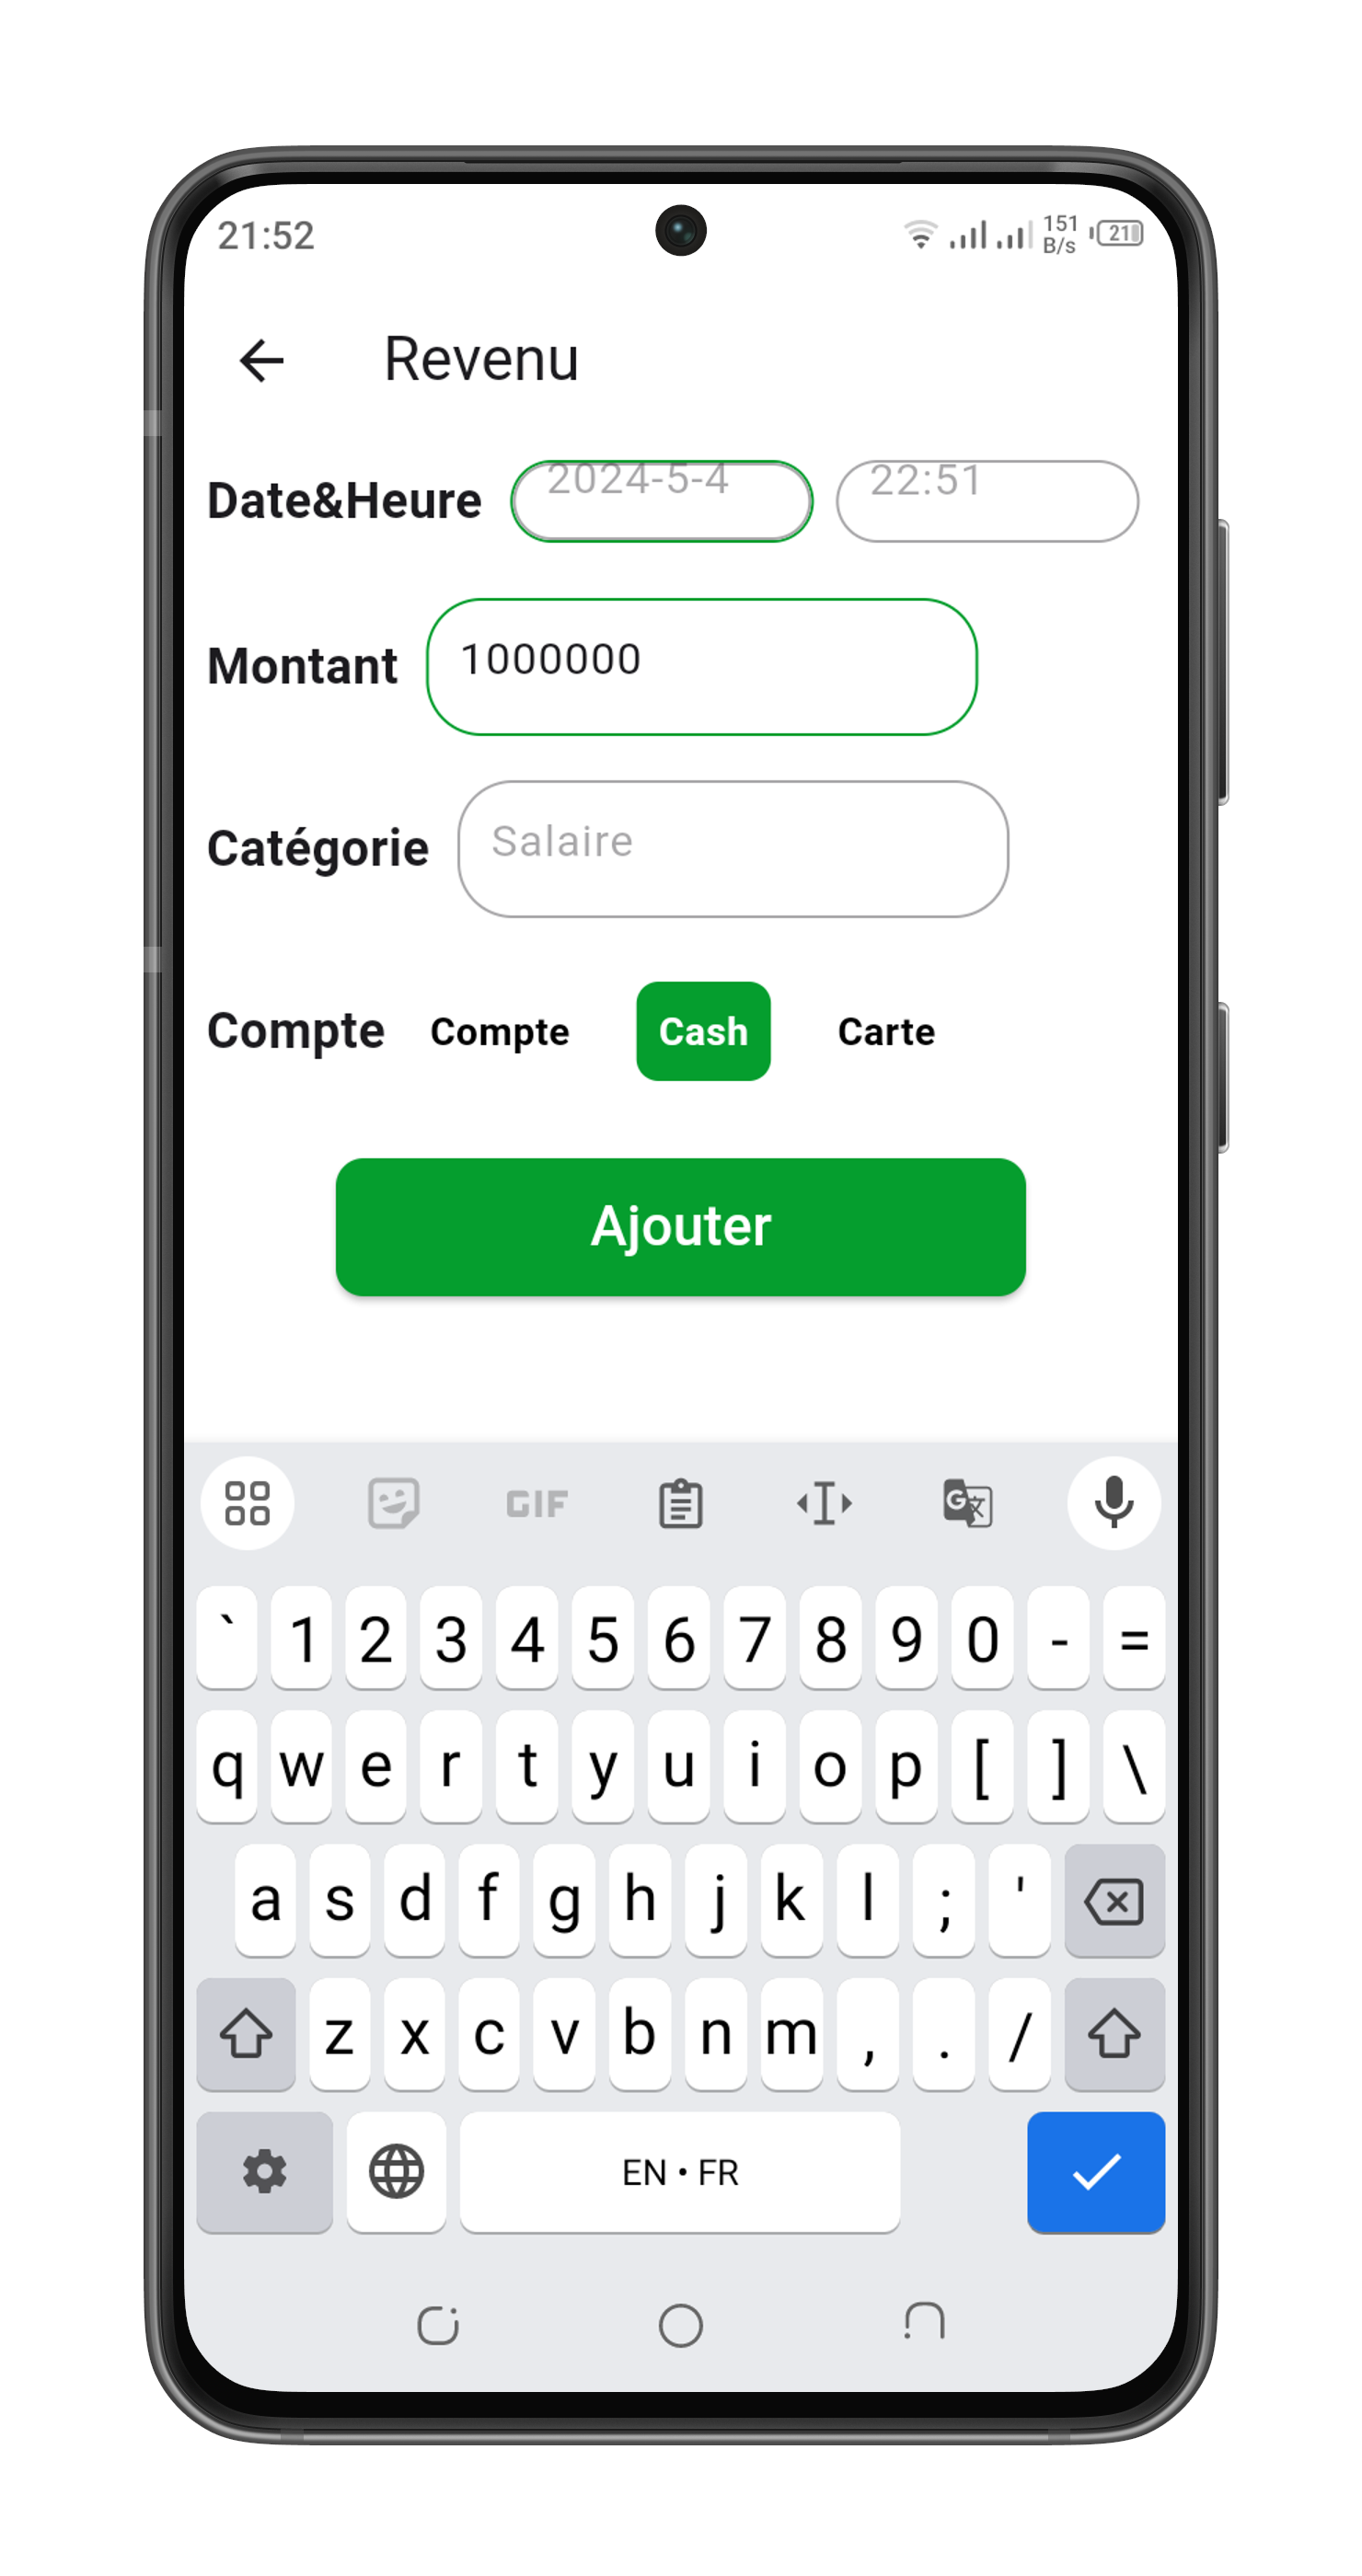 21:52 151 B/s 21
Revenu
Date&Heure 2024-5-4 22:51
Montant 1000000
Catégorie Salaire
Compte Compte Cash Carte
Ajouter
GIF G 文
` 1 2 3 4 5 6 7 8 9 0 - =
q w e r t y u i o p [ ] \
a s d f g h j k l ; '
z x c v b n m , . /
EN • FR